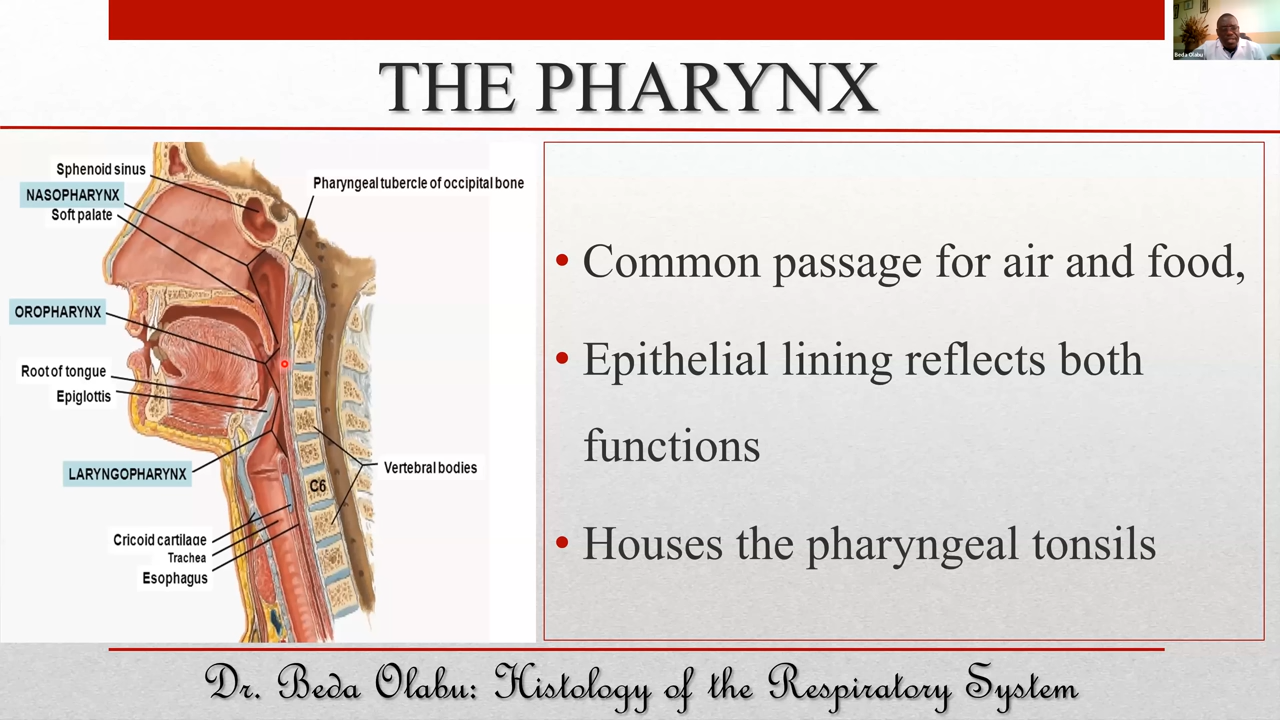 Beda Olabu
THE PHARYNX
Sphenoid sinus
NASOPHARYNX
Soft palate
Pharyngeal tubercle of occipital bone
OROPHARYNX
Root of tongue
Epiglottis
LARYNGOPHARYNX
Vertebral bodies
C6
Cricoid cartilage
Trachea
Esophagus
• Common passage for air and food,
• Epithelial lining reflects both
functions
• Houses the pharyngeal tonsils
Dr. Beda Olabu: Histology of the Respiratory System